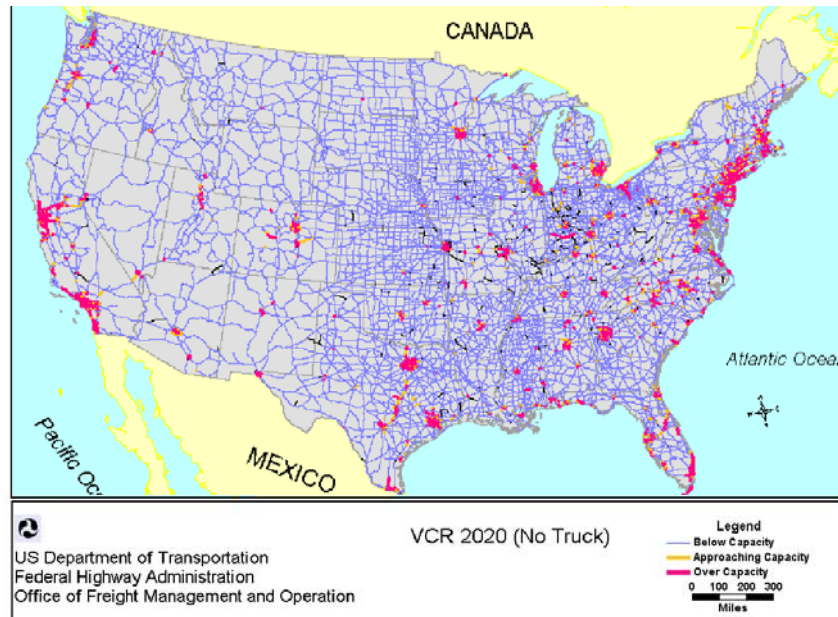 CANADA
Atlantic Ocea
Pacific Oc
MEXICO
VCR 2020 (No Truck)
US Department of Transportation
Federal Highway Administration
Office of Freight Management and Operation
Legend
Below Capacity
Approaching Capacity
Over Capacity
0 100 200 300
Miles